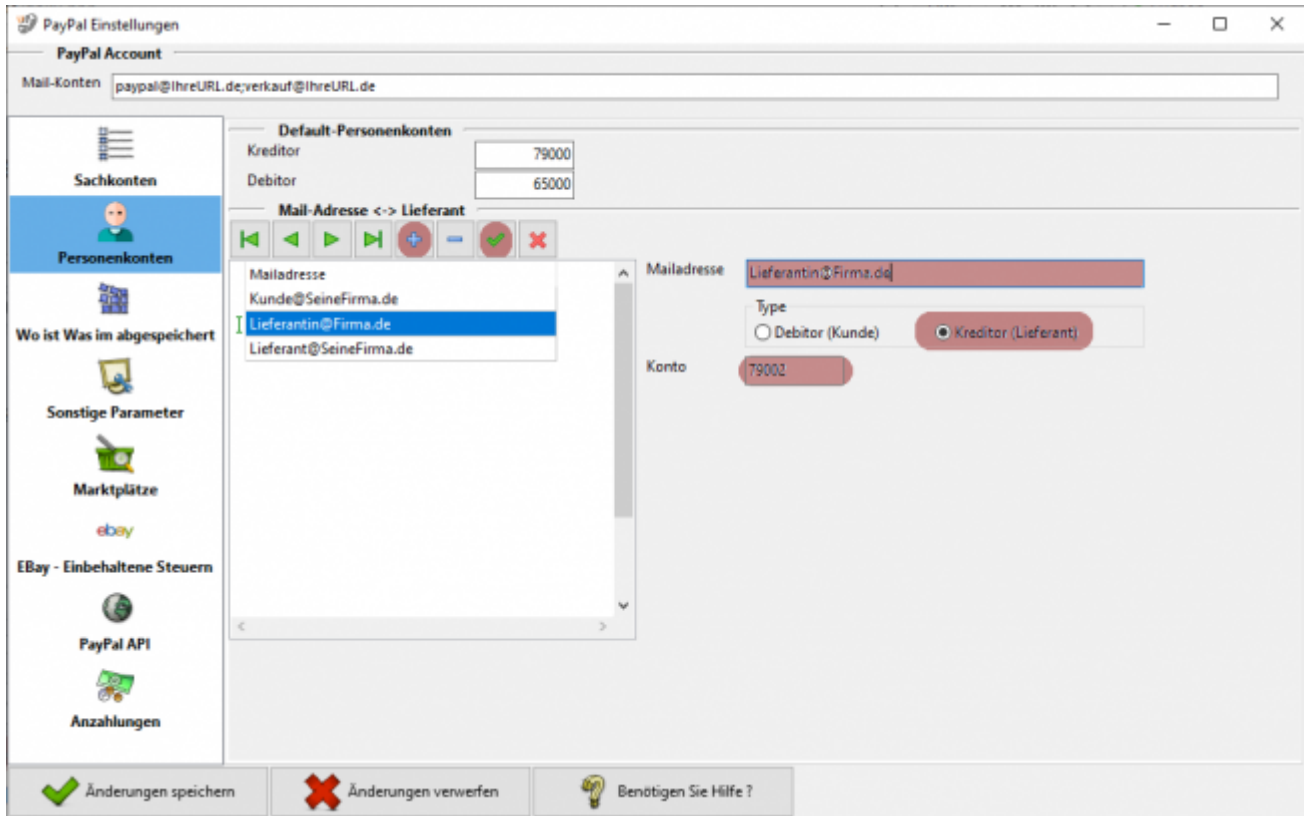 PayPal Einstellungen
PayPal Account
Mail-Konten paypal@IhreURL.de;verkauf@IhreURL.de
Sachkonten
Personenkonten
Wo ist Was im abgespeichert
Sonstige Parameter
Marktplätze
ebay
EBay - Einbehaltene Steuern
PayPal API
Anzahlungen
Default-Personenkonten
Kreditor 79000
Debitor 65000
Mail-Adresse <-> Lieferant
Mailadresse
Kunde@SeineFirma.de
Lieferantin@Firma.de
Lieferant@SeineFirma.de
Mailadresse Lieferantin@Firma.de
Type
Debitor (Kunde) Kreditor (Lieferant)
Konto 79002
Änderungen speichern Änderungen verwerfen Benötigen Sie Hilfe ?